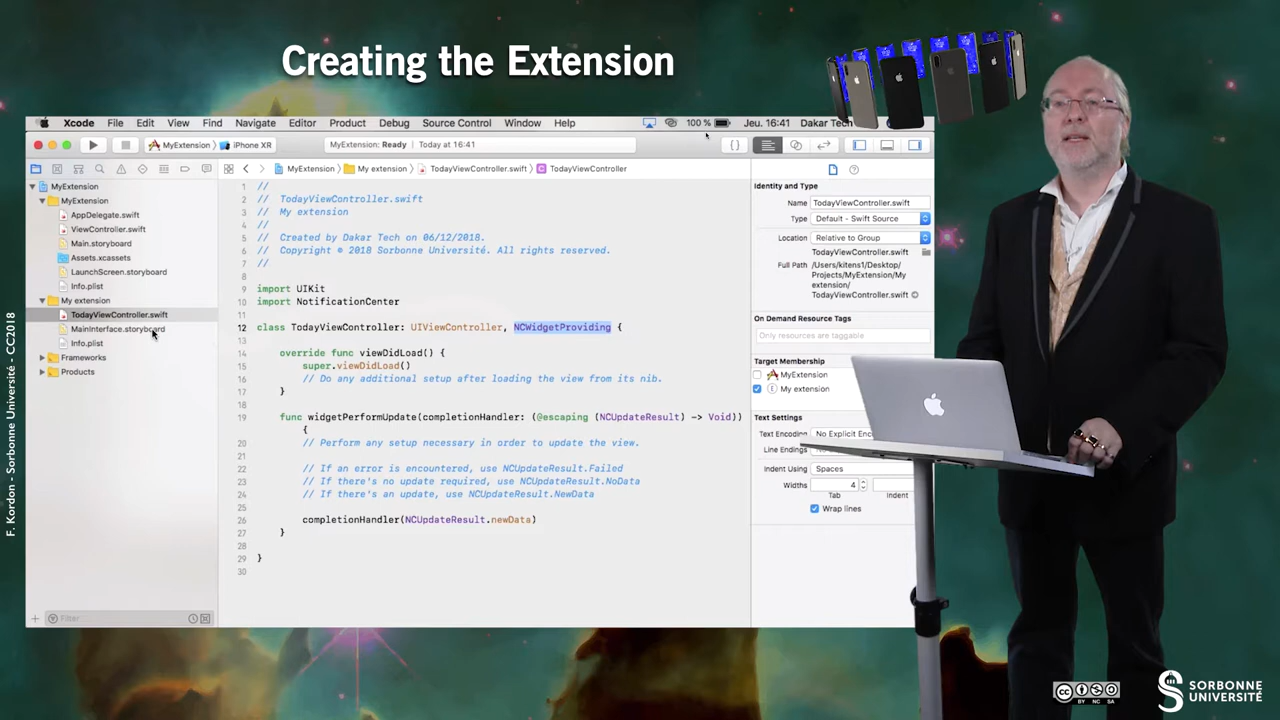 Creating the Extension
Xcode File Edit View Find Navigate Editor Product Debug Source Control Window Help 100 % Jeu. 16:41 Dakar Tech
MyExtension iPhone XR
MyExtension: Ready | Today at 16:41
{ }
MyExtension My extension TodayViewController.swift TodayViewController
MyExtension
MyExtension
AppDelegate.swift
ViewController.swift
Main.storyboard
Assets.xcassets
LaunchScreen.storyboard
Info.plist
My extension
TodayViewController.swift
MainInterface.storyboard
Info.plist
Frameworks
Products
Filter
1 //
2 // TodayViewController.swift
3 // My extension
4 //
5 // Created by Dakar Tech on 06/12/2018.
6 // Copyright © 2018 Sorbonne Université. All rights reserved.
7 //
8
9 import UIKit
10 import NotificationCenter
11
12 class TodayViewController: UIViewController, NCWidgetProviding {
13
14 override func viewDidLoad() {
15 super.viewDidLoad()
16 // Do any additional setup after loading the view from its nib.
17 }
18
19 func widgetPerformUpdate(completionHandler: (@escaping (NCUpdateResult) -> Void))
{
20 // Perform any setup necessary in order to update the view.
21
22 // If an error is encountered, use NCUpdateResult.Failed
23 // If there's no update required, use NCUpdateResult.NoData
24 // If there's an update, use NCUpdateResult.NewData
25
26 completionHandler(NCUpdateResult.newData)
27 }
28
29 }
30
Identity and Type
Name TodayViewController.swift
Type Default - Swift Source
Location Relative to Group
TodayViewController.swift
Full Path /Users/kitens1/Desktop/
Projects/MyExtension/My
extension/
TodayViewController.swift
On Demand Resource Tags
Only resources are taggable
Target Membership
MyExtension
My extension
Text Settings
Text Encoding No Explicit Enc
Line Endings
Indent Using Spaces
Widths 4
Tab Indent
Wrap lines
F. Kordon - Sorbonne Université - CC2018
cc BY NC SA
SORBONNE
UNIVERSITÉ